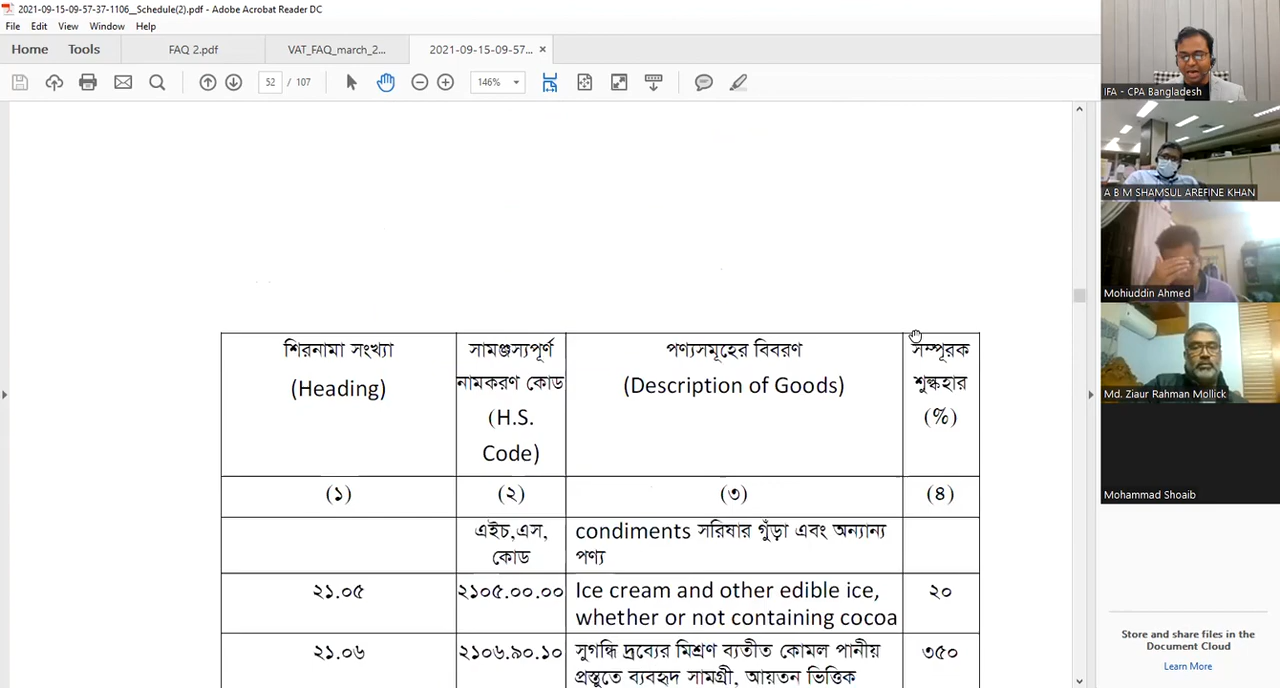 2021-09-15-09-57-37-1106__Schedule(2).pdf - Adobe Acrobat Reader DC
File Edit View Window Help
Home Tools FAQ 2.pdf VAT_FAQ_march_2... 2021-09-15-09-57... ×
52 / 107 146%
শিরনামা সংখ্যা
(Heading)
সামঞ্জস্যপূর্ণ
নামকরণ কোড
(H.S.
Code)
পণ্যসমূহের বিবরণ
(Description of Goods)
সম্পূরক
শুল্কহার
(%)
(১) (২) (৩) (৪)
এইচ,এস,
কোড
condiments সরিষার গুঁড়া এবং অন্যান্য
পণ্য
২১.০৫ ২১০৫.০০.০০ Ice cream and other edible ice, ২০
whether or not containing cocoa
২১.০৬ ২১০৬.৯০.১০ সুগন্ধি দ্রব্যের মিশ্রণ ব্যতীত কোমল পানীয় ৩৫০
প্রস্তুতে ব্যবহৃদ সামগ্রী, আয়তন ভিত্তিক
IFA - CPA Bangladesh
A B M SHAMSUL AREFINE KHAN
Mohiuddin Ahmed
Md. Ziaur Rahman Mollick
Mohammad Shoaib
Store and share files in the
Document Cloud
Learn More